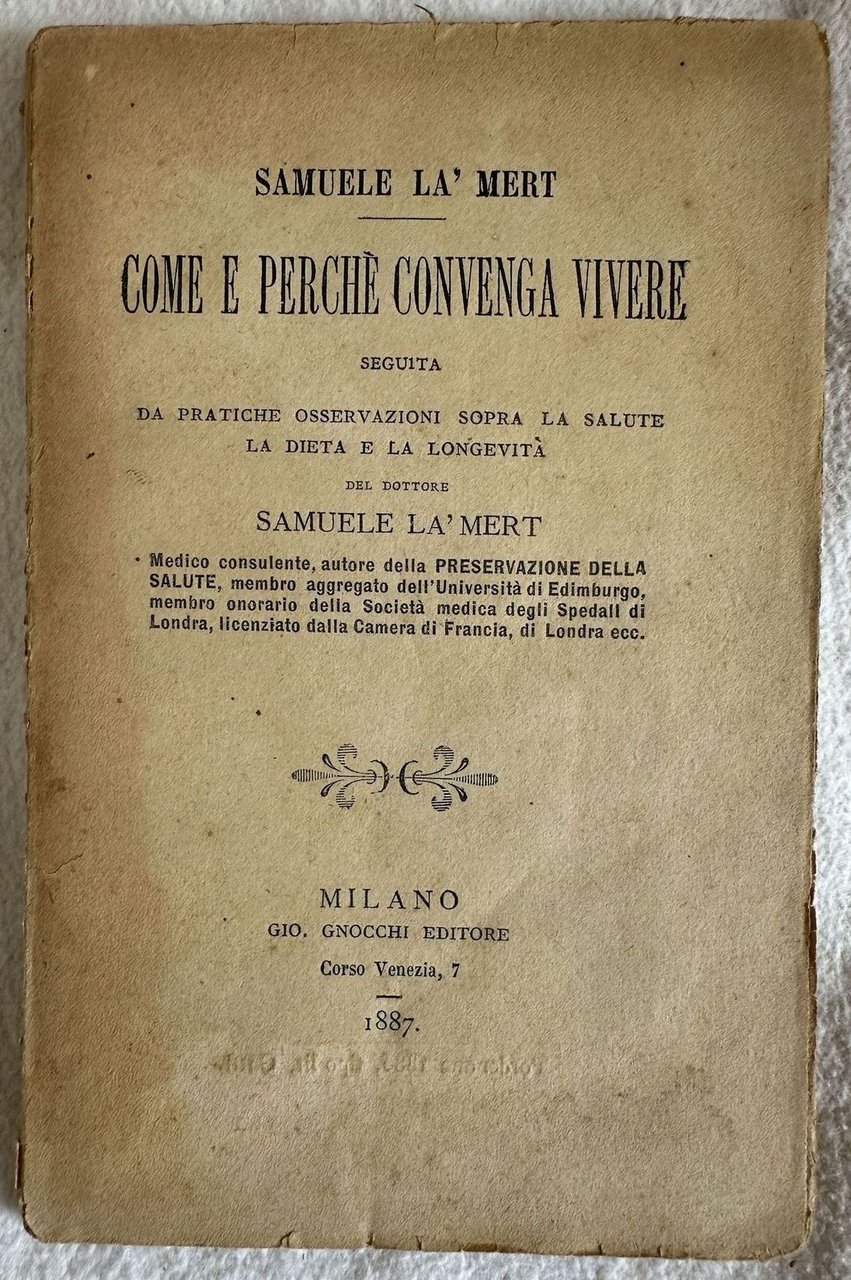 SAMUELE LA' MERT
COME E PERCHÈ CONVENGA VIVERE
SEGUITA
DA PRATICHE OSSERVAZIONI SOPRA LA SALUTE
LA DIETA E LA LONGEVITÀ
DEL DOTTORE
SAMUELE LA' MERT
Medico consulente, autore della PRESERVAZIONE DELLA
SALUTE, membro aggregato dell'Università di Edimburgo,
membro onorario della Società medica degli Spedali di
Londra, licenziato dalla Camera di Francia, di Londra ecc.
MILANO
GIO. GNOCCHI EDITORE
Corso Venezia, 7
1887.